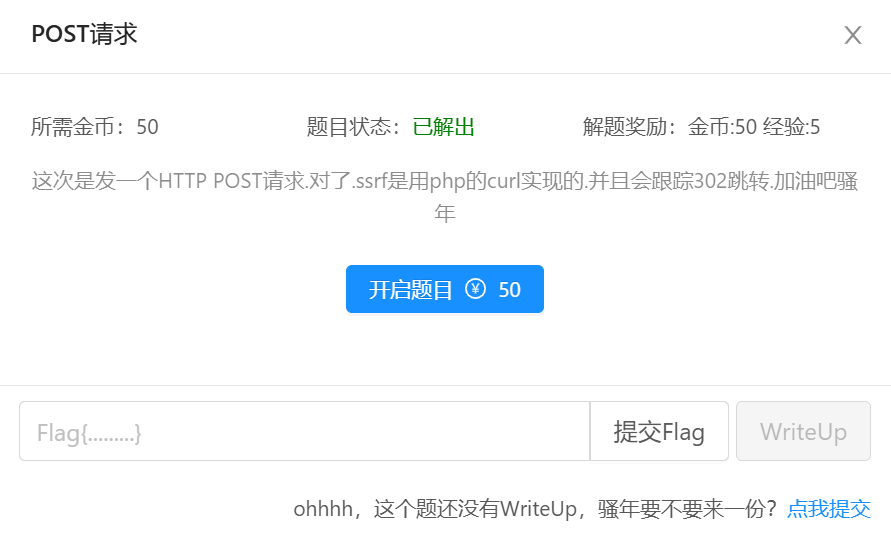 POST请求
X
所需金币：50 题目状态：已解出 解题奖励：金币:50 经验:5
这次是发一个HTTP POST请求.对了.ssrf是用php的curl实现的.并且会跟踪302跳转.加油吧骚
年
开启题目 ¥ 50
Flag{.........} 提交Flag WriteUp
ohhhh，这个题还没有WriteUp，骚年要不要来一份？点我提交